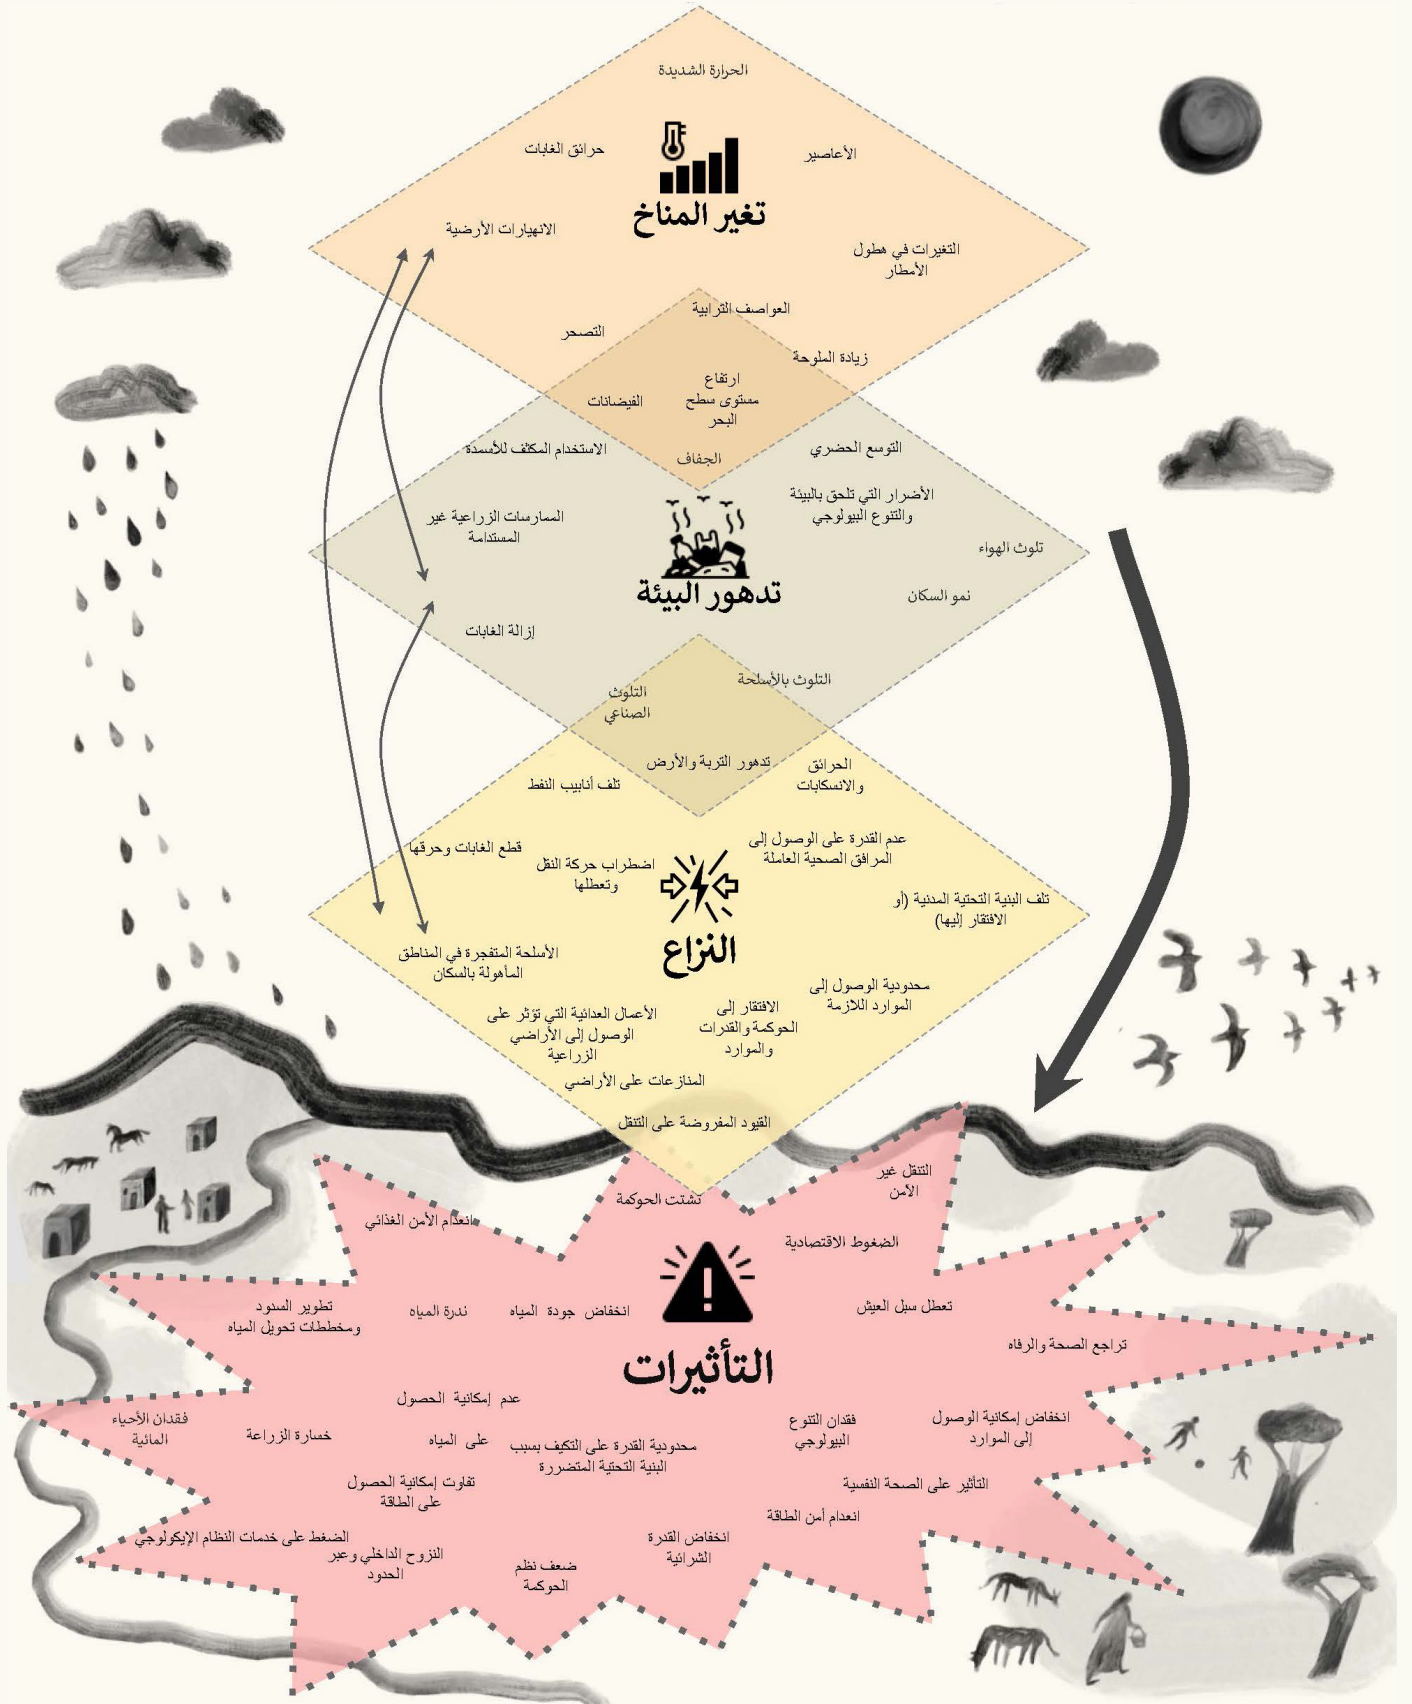 الحرارة الشديدة
الأعاصير
حرائق الغابات
تغير المناخ
الانهيارات الأرضية
التغيرات في هطول
الأمطار
العواصف الترابية
التصحر
زيادة الملوحة
ارتفاع
مستوى سطح
البحر
الفيضانات
الجفاف
التوسع الحضري
الاستخدام المكثف للأسمدة
الأضرار التي تلحق بالبيئة
والتنوع البيولوجي
الممارسات الزراعية غير
المستدامة
تلوث الهواء
تدهور البيئة
نمو السكان
إزالة الغابات
التلوث بالأسلحة
التلوث
الصناعي
تدهور التربة والأرض
الحرائق
والانسكابات
تلف أنابيب النفط
عدم القدرة على الوصول إلى
المرافق الصحية العاملة
قطع الغابات وحرقها
اضطراب حركة النقل
وتعطلها
تلف البنية التحتية المدنية (أو
الافتقار إليها)
النزاع
الأسلحة المتفجرة في المناطق
المأهولة بالسكان
محدودية الوصول إلى
الموارد اللازمة
الافتقار إلى
الحوكمة والقدرات
والموارد
الأعمال العدائية التي تؤثر على
الوصول إلى الأراضي
الزراعية
المنازعات على الأراضي
القيود المفروضة على التنقل
التنقل غير
الآمن
تشتت الحوكمة
انعدام الأمن الغذائي
الضغوط الاقتصادية
تعطل سبل العيش
انخفاض جودة المياه
ندرة المياه
تطوير السدود
ومخططات تحويل المياه
تراجع الصحة والرفاه
التأثيرات
عدم إمكانية الحصول
على المياه
انخفاض إمكانية الوصول
إلى الموارد
فقدان التنوع
البيولوجي
محدودية القدرة على التكيف بسبب
البنية التحتية المتضررة
خسارة الزراعة
فقدان الأحياء
المائية
التأثير على الصحة النفسية
تفاوت إمكانية الحصول
على الطاقة
انعدام أمن الطاقة
انخفاض القدرة
الشرائية
الضغط على خدمات النظام الإيكولوجي
النزوح الداخلي وعبر
الحدود
ضعف نظم
الحوكمة